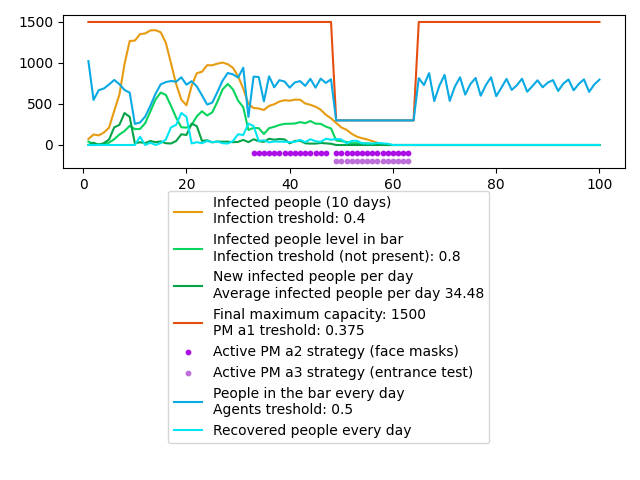 1500
1000
500
0
0 20 40 60 80 100
Infected people (10 days)
Infection treshold: 0.4
Infected people level in bar
Infection treshold (not present): 0.8
New infected people per day
Average infected people per day 34.48
Final maximum capacity: 1500
PM a1 treshold: 0.375
Active PM a2 strategy (face masks)
Active PM a3 strategy (entrance test)
People in the bar every day
Agents treshold: 0.5
Recovered people every day